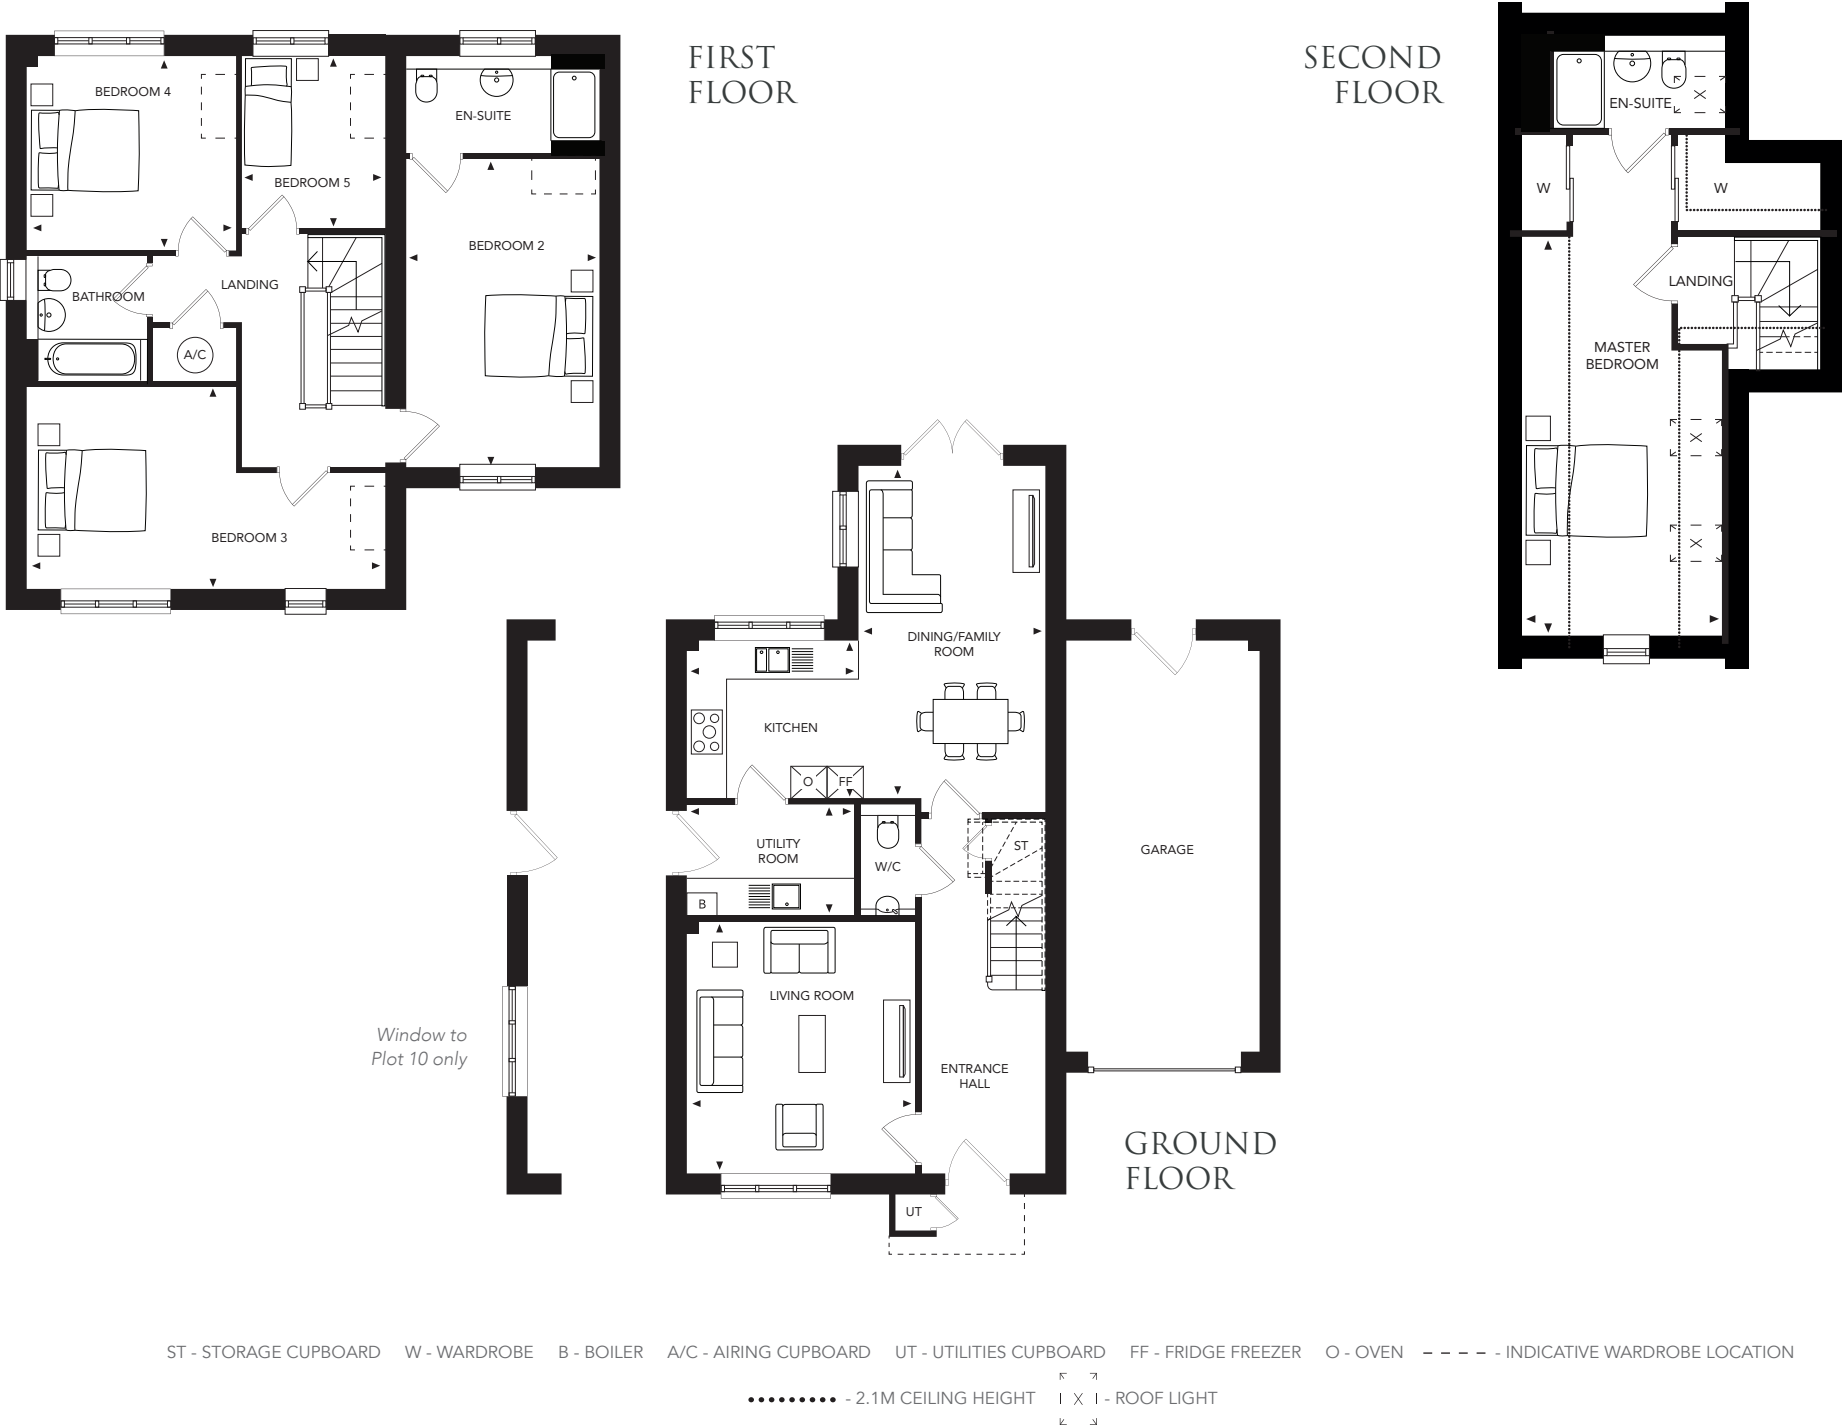 FIRST
FLOOR
BEDROOM 4
BEDROOM 5
EN-SUITE
BEDROOM 2
BATHROOM
LANDING
A/C
BEDROOM 3
SECOND
FLOOR
EN-SUITE
X
W
W
LANDING
MASTER
BEDROOM
X
X
DINING/FAMILY
ROOM
KITCHEN
O
FF
UTILITY
ROOM
W/C
ST
GARAGE
B
LIVING ROOM
ENTRANCE
HALL
UT
Window to
Plot 10 only
GROUND
FLOOR
ST - STORAGE CUPBOARD W - WARDROBE B - BOILER A/C - AIRING CUPBOARD UT - UTILITIES CUPBOARD FF - FRIDGE FREEZER O - OVEN - INDICATIVE WARDROBE LOCATION
- 2.1M CEILING HEIGHT X - ROOF LIGHT